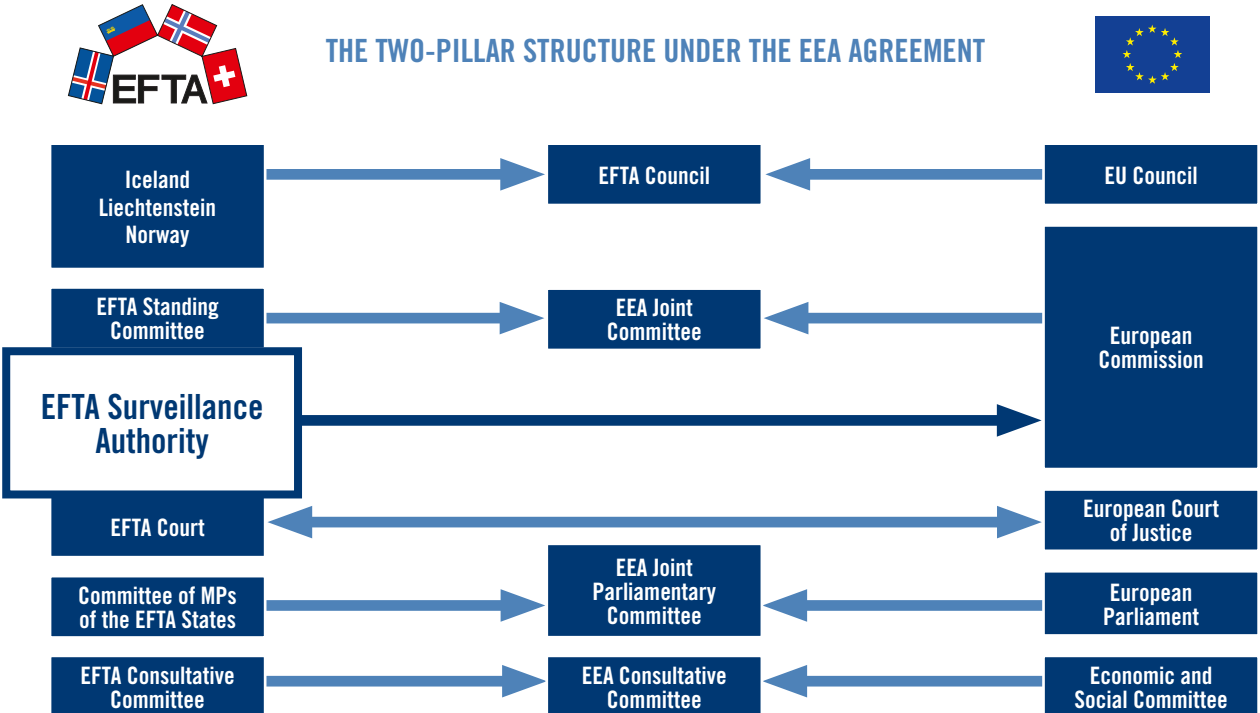 EFTA
THE TWO-PILLAR STRUCTURE UNDER THE EEA AGREEMENT
Iceland
Liechtenstein
Norway
EFTA Council
EU Council
EFTA Standing
Committee
EEA Joint
Committee
European
Commission
EFTA Surveillance
Authority
EFTA Court
European Court
of Justice
Committee of MPs
of the EFTA States
EEA Joint
Parliamentary
Committee
European
Parliament
EFTA Consultative
Committee
EEA Consultative
Committee
Economic and
Social Committee